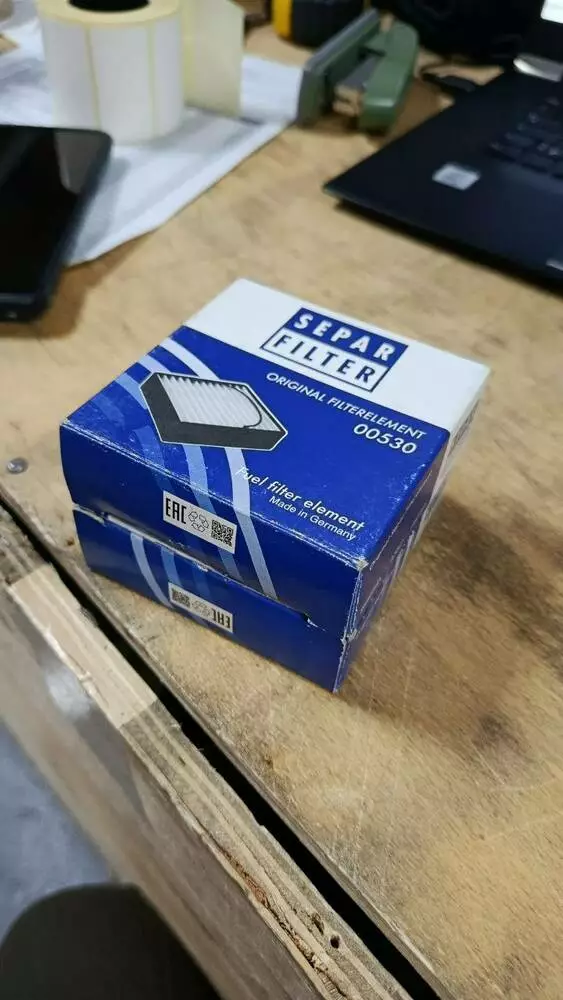 SEPAR
FILTER
ORIGINAL FILTERELEMENT
00530
Fuel filter element
Made in Germany
EAC
EAC